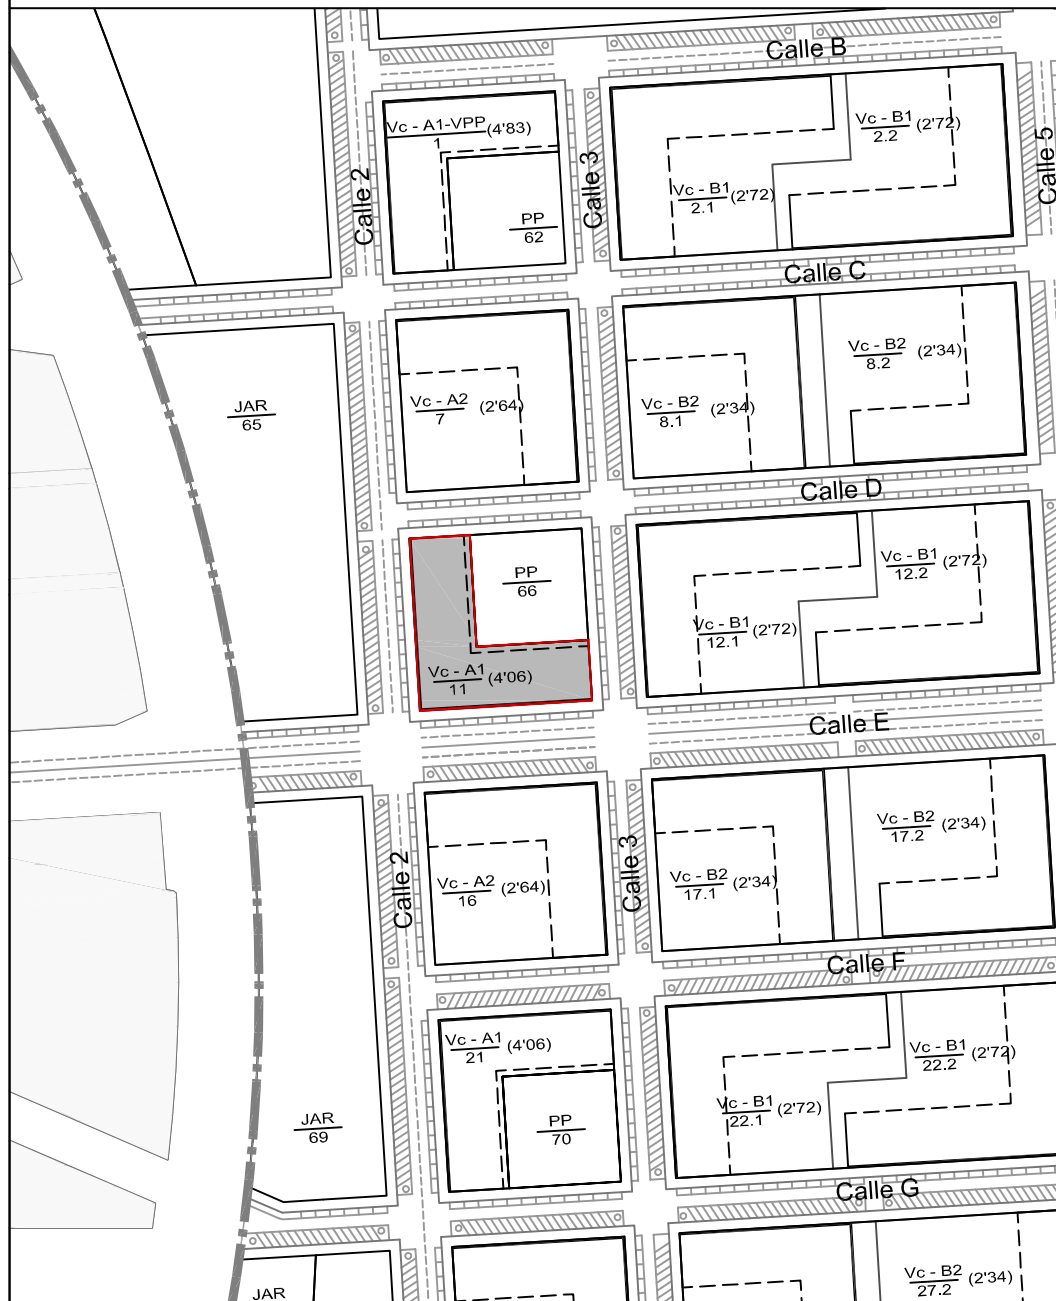 Calle B
Vc - A1-VPP (4'83)
PP
62
Calle 2
Calle 3
Vc - B1 (2'72)
2.1
Vc - B1 (2'72)
2.2
Calle 5
Calle C
JAR
65
Vc - A2 (2'64)
7
Vc - B2 (2'34)
8.1
Vc - B2 (2'34)
8.2
Calle D
PP
66
Vc - A1 (4'06)
11
Vc - B1 (2'72)
12.1
Vc - B1 (2'72)
12.2
Calle E
Calle 2
Vc - A2 (2'64)
16
Calle 3
Vc - B2 (2'34)
17.1
Vc - B2 (2'34)
17.2
Calle F
Vc - A1 (4'06)
21
PP
70
JAR
69
Vc - B1 (2'72)
22.1
Vc - B1 (2'72)
22.2
Calle G
JAR
Vc - B2 (2'34)
27.2